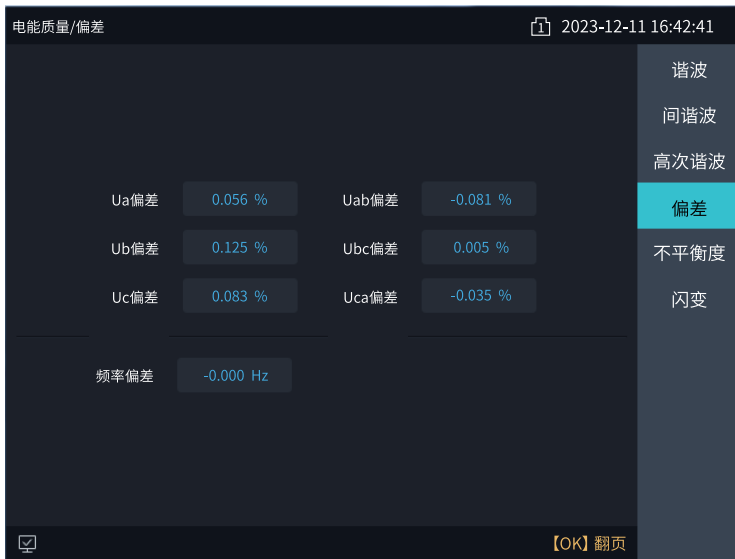 电能质量/偏差 1 2023-12-11 16:42:41
谐波
间谐波
高次谐波
偏差
不平衡度
闪变
Ua偏差 0.056 % Uab偏差 -0.081 %
Ub偏差 0.125 % Ubc偏差 0.005 %
Uc偏差 0.083 % Uca偏差 -0.035 %
频率偏差 -0.000 Hz
【OK】翻页